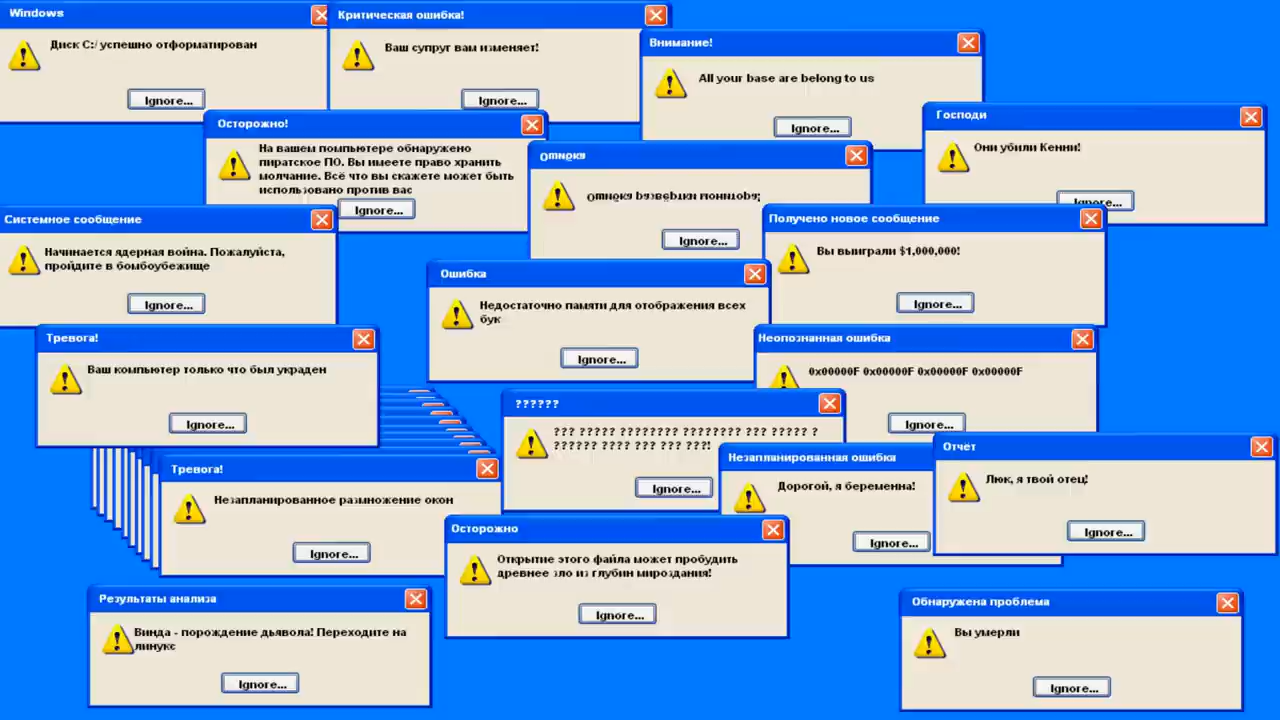 Windows
Диск C:/ успешно отформатирован
Ignore...
Критическая ошибка!
Ваш супруг вам изменяет!
Ignore...
Внимание!
All your base are belong to us
Ignore...
Осторожно!
На вашем помпьютере обнаружено
пиратское ПО. Вы имеете право хранить
молчание. Всё что вы скажете может быть
использовано против вас
Ignore...
Ignore...
Господи
Они убили Кенни!
Ignore...
Системное сообщение
Начинается ядерная война. Пожалуйста,
пройдите в бомбоубежище
Ignore...
Получено новое сообщение
Вы выиграли $1,000,000!
Ignore...
Ошибка
Недостаточно памяти для отображения всех
бук
Ignore...
Тревога!
Ваш компьютер только что был украден
Ignore...
Неопознанная ошибка
0x00000F 0x00000F 0x00000F 0x00000F
Ignore...
??????
??? ????? ???????? ???????? ??? ????? ?
?????? ???? ??? ??? ???!
Ignore...
Тревога!
Незапланированное размножение окон
Ignore...
Незапланированная ошибка
Дорогой, я беременна!
Ignore...
Отчёт
Люк, я твой отец!
Ignore...
Осторожно
Открытие этого файла может пробудить
древнее зло из глубин мироздания!
Ignore...
Результаты анализа
Винда - порождение дьявола! Переходите на
линукс
Ignore...
Обнаружена проблема
Вы умерли
Ignore...